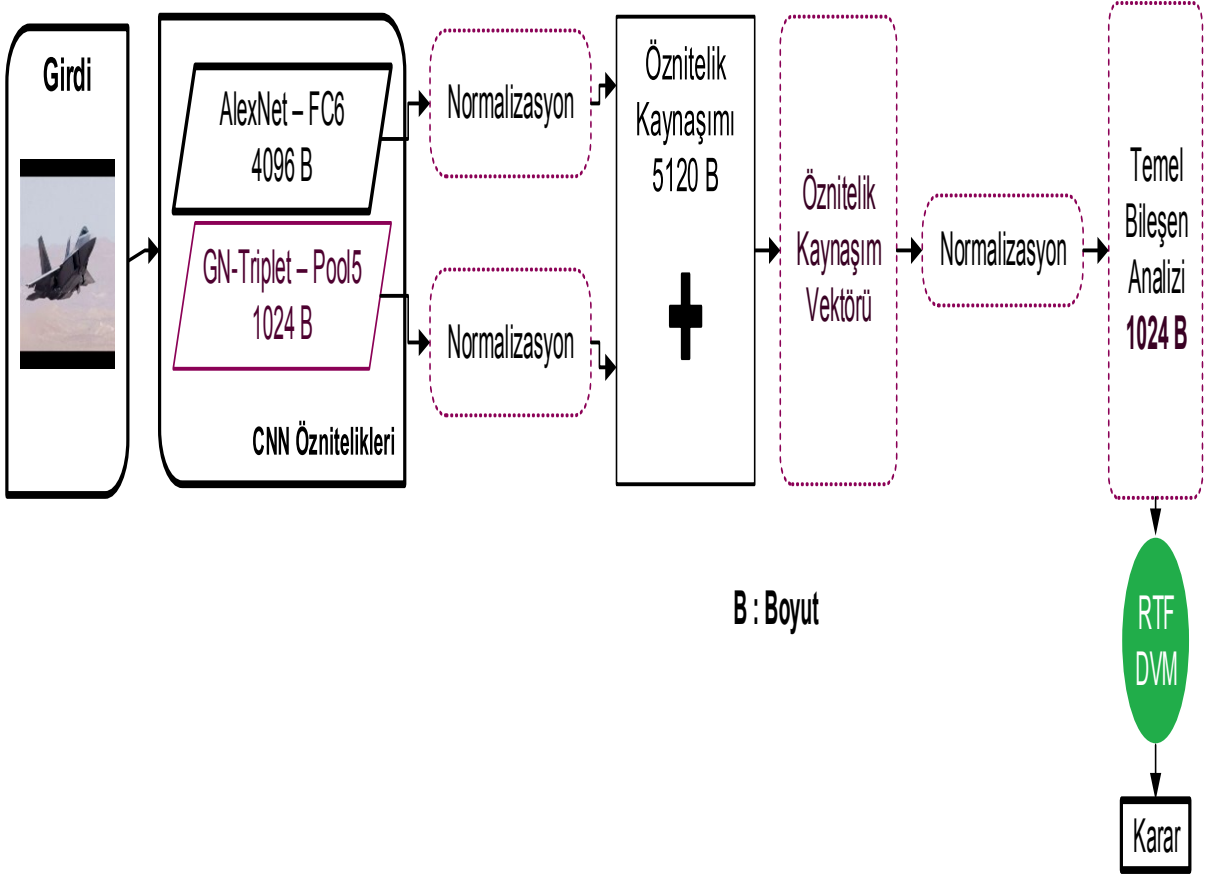 Girdi
AlexNet – FC6
4096 B
GN-Triplet – Pool5
1024 B
CNN Öznitelikleri
Normalizasyon
Normalizasyon
Öznitelik
Kaynaşımı
5120 B
+
Öznitelik
Kaynaşım
Vektörü
Normalizasyon
Temel
Bileşen
Analizi
1024 B
RTF
DVM
Karar
B : Boyut